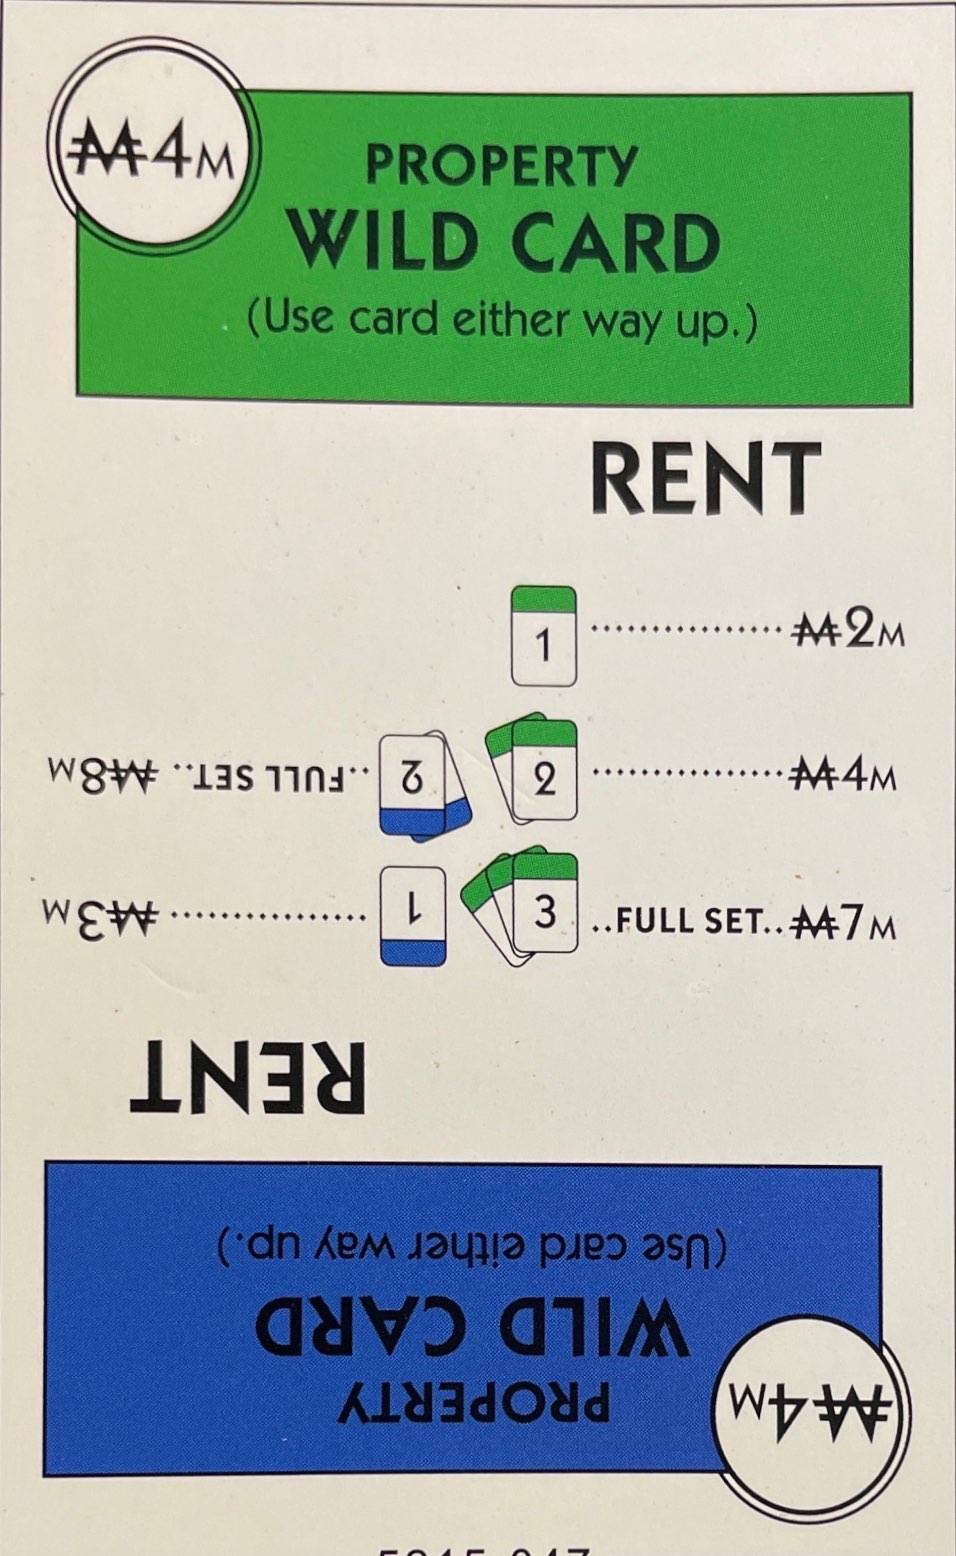 ₩4M
PROPERTY
WILD CARD
(Use card either way up.)
RENT
1 ................ ₩2M
2 ................ ₩4M
3 ..FULL SET.. ₩7M
₩4M
PROPERTY
WILD CARD
(Use card either way up.)
RENT
1 ................ ₩3M
2 ..FULL SET.. ₩8M